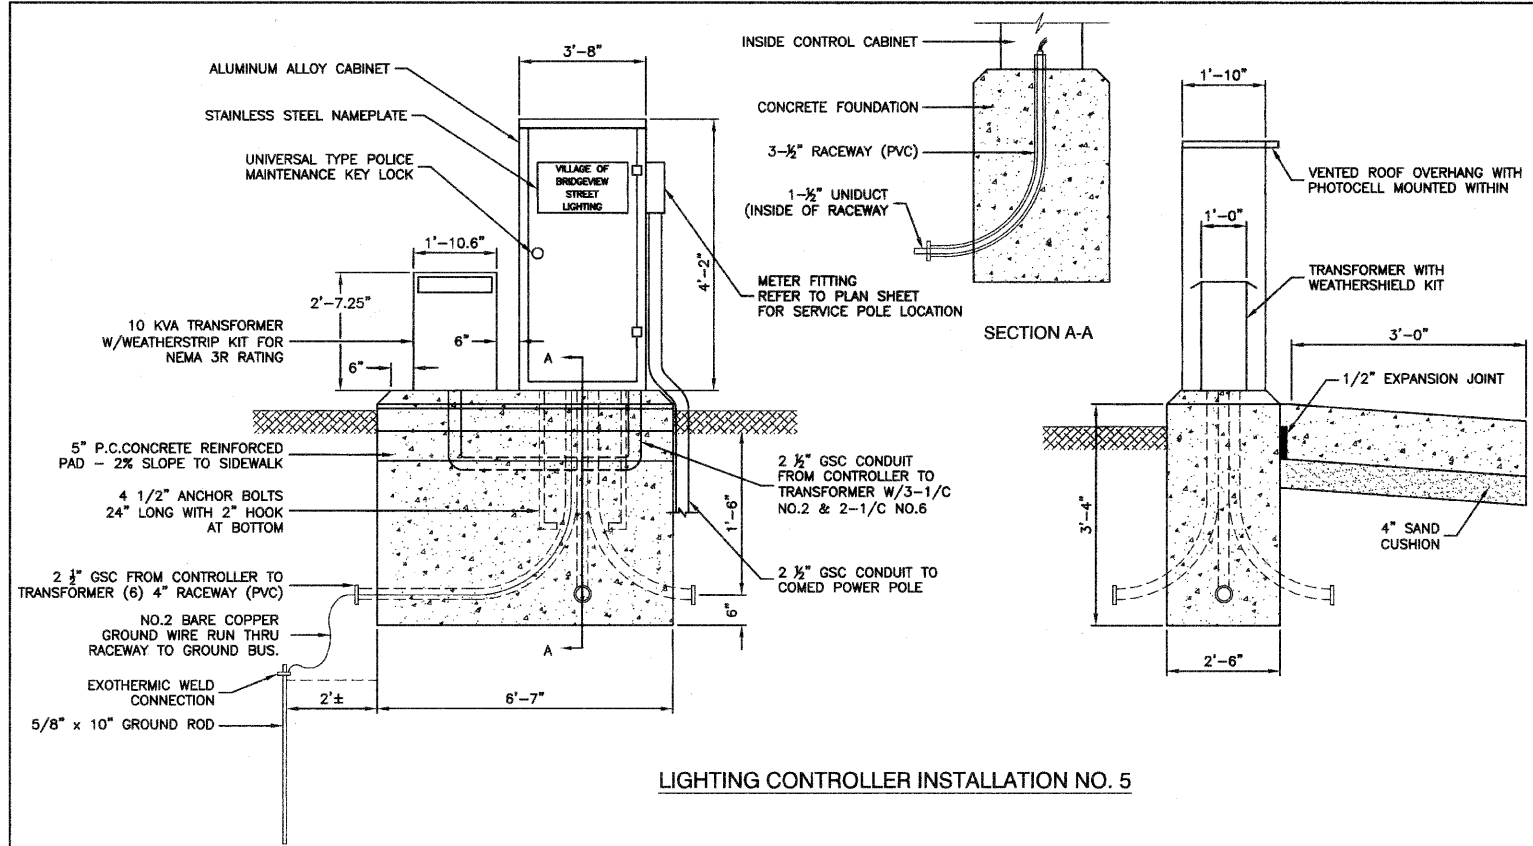 3'-8"
ALUMINUM ALLOY CABINET
STAINLESS STEEL NAMEPLATE
UNIVERSAL TYPE POLICE
MAINTENANCE KEY LOCK
VILLAGE OF
BRIDGEVIEW
STREET
LIGHTING
1'-10.6"
2'-7.25"
4'-2"
10 KVA TRANSFORMER
W/WEATHERSTRIP KIT FOR
NEMA 3R RATING
6"
6"
A
METER FITTING
REFER TO PLAN SHEET
FOR SERVICE POLE LOCATION
5" P.C.CONCRETE REINFORCED
PAD – 2% SLOPE TO SIDEWALK
4 1/2" ANCHOR BOLTS
24" LONG WITH 2" HOOK
AT BOTTOM
2 ½" GSC CONDUIT
FROM CONTROLLER TO
TRANSFORMER W/3-1/C
NO.2 & 2-1/C NO.6
1'-6"
2 ½" GSC FROM CONTROLLER TO
TRANSFORMER (6) 4" RACEWAY (PVC)
2 ½" GSC CONDUIT TO
COMED POWER POLE
6"
NO.2 BARE COPPER
GROUND WIRE RUN THRU
RACEWAY TO GROUND BUS.
A
EXOTHERMIC WELD
CONNECTION
2'±
6'-7"
5/8" x 10" GROUND ROD
INSIDE CONTROL CABINET
CONCRETE FOUNDATION
3-½" RACEWAY (PVC)
1-½" UNIDUCT
(INSIDE OF RACEWAY
SECTION A-A
1'-10"
VENTED ROOF OVERHANG WITH
PHOTOCELL MOUNTED WITHIN
1'-0"
TRANSFORMER WITH
WEATHERSHIELD KIT
3'-0"
1/2" EXPANSION JOINT
3'-4"
4" SAND
CUSHION
2'-6"
LIGHTING CONTROLLER INSTALLATION NO. 5